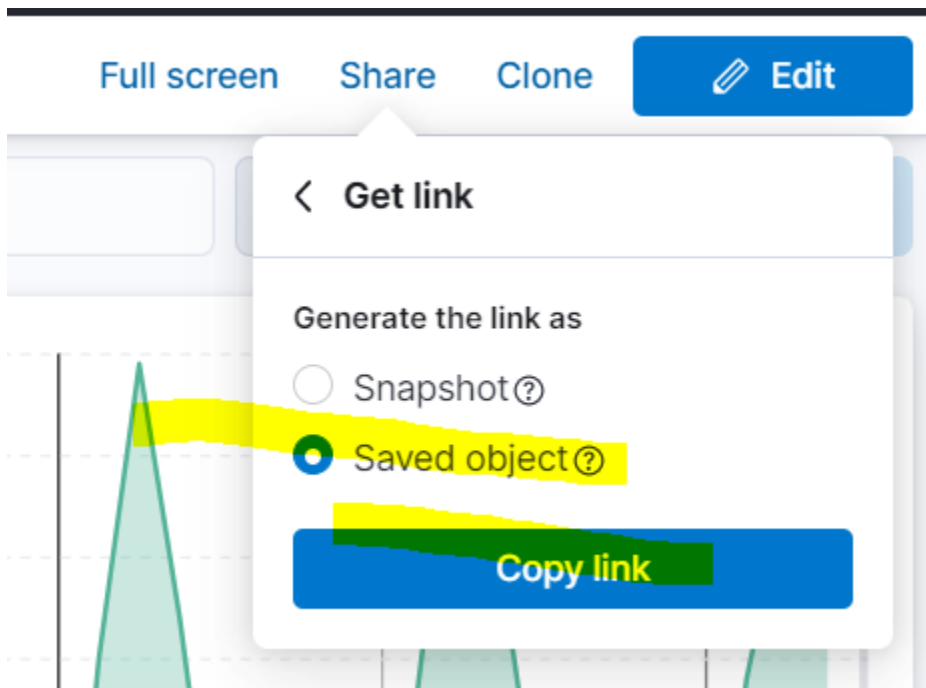 Full screen Share Clone Edit
Get link
Generate the link as
Snapshot
Saved object
Copy link